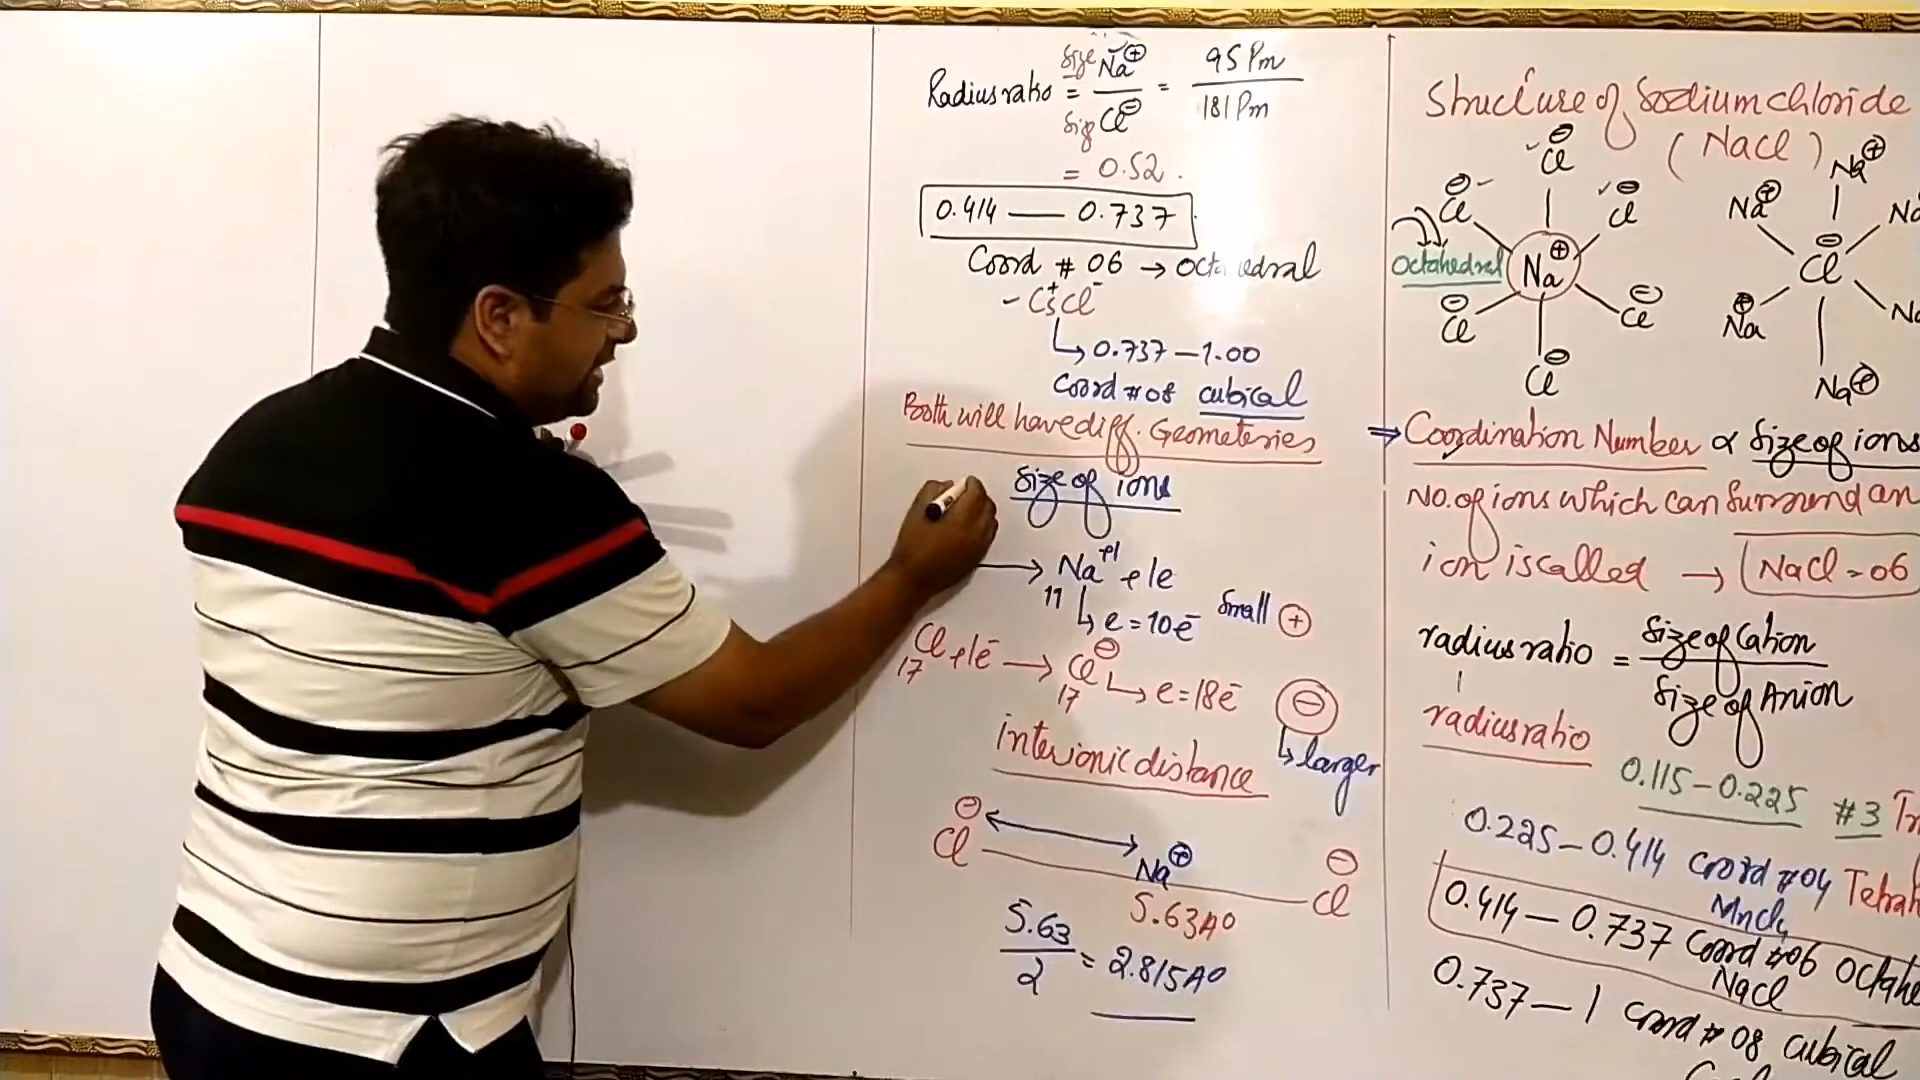 Radius ratio = Size Na⊕ / Size Cl⊖ = 95 Pm / 181 Pm
= 0.52.
0.414 — 0.737
Coord # 06 → Octahedral
- Cs⁺Cl⁻
↳ 0.737 – 1.00
Coord # 08 cubical
Both will have diff. Geometeries
Size of ions
→ Na⁺¹ + 1e
11
↳ e = 10e⁻ Small ⊕
Cl + 1e⁻ → Cl⊖
17 17 ↳ e = 18e⁻ ⊖
↳ larger
interionic distance
Cl⊖ ↔ Na⊕ Cl⊖
5.63A⁰
5.63 / 2 = 2.815A⁰
Structure of Sodium chloride
(NaCl)
Cl⊖ Na⊕
Cl⊖ Cl⊖ Na⊕ Na
Octahedral Na⊕ Cl⊖
Cl⊖ Cl⊖ Na⊕ Na
Cl⊖ Na⊕
⇒ Coordination Number ∝ Size of ions
No. of ions which can Surround an
ion is called → NaCl = 06
radius ratio = Size of Cation / Size of Anion
radius ratio
0.115 – 0.225 #3
0.225 – 0.414 Coord #04
0.414 — 0.737 Coord #06
NaCl
0.737 — 1 Coord # 08 cubical